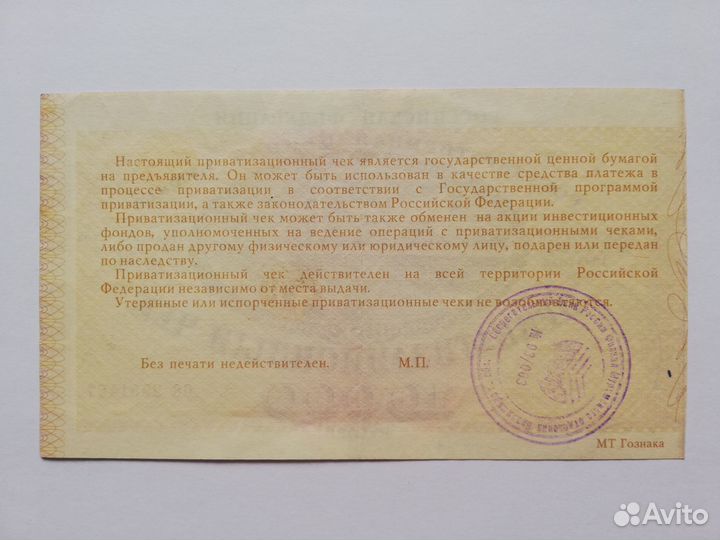 Настоящий приватизационный чек является государственной ценной бумагой
на предъявителя. Он может быть использован в качестве средства платежа в
процессе приватизации в соответствии с Государственной программой
приватизации, а также законодательством Российской Федерации.
Приватизационный чек может быть также обменен на акции инвестиционных
фондов, уполномоченных на ведение операций с приватизационными чеками,
либо продан другому физическому или юридическому лицу, подарен или передан
по наследству.
Приватизационный чек действителен на всей территории Российской
Федерации независимо от места выдачи.
Утерянные или испорченные приватизационные чеки не возобновляются.
Без печати недействителен. М.П.
№ 02/003
МТ Гознака
Avito